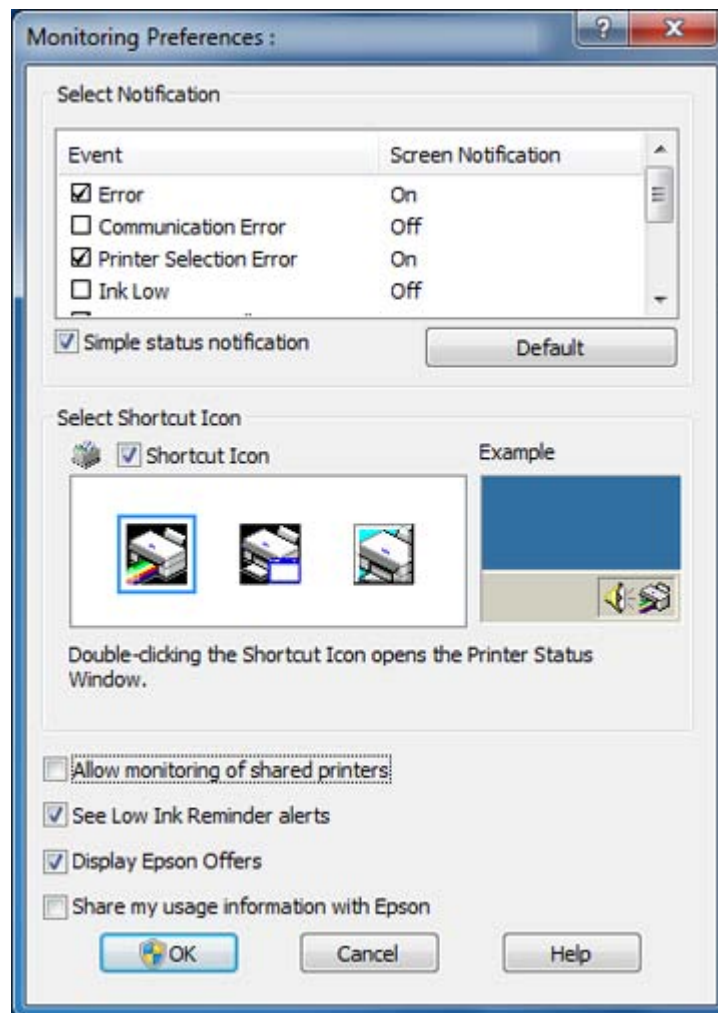 Monitoring Preferences :
Select Notification
Event Screen Notification
Error On
Communication Error Off
Printer Selection Error On
Ink Low Off
Simple status notification Default
Select Shortcut Icon
Shortcut Icon Example
Double-clicking the Shortcut Icon opens the Printer Status
Window.
Allow monitoring of shared printers
See Low Ink Reminder alerts
Display Epson Offers
Share my usage information with Epson
OK Cancel Help